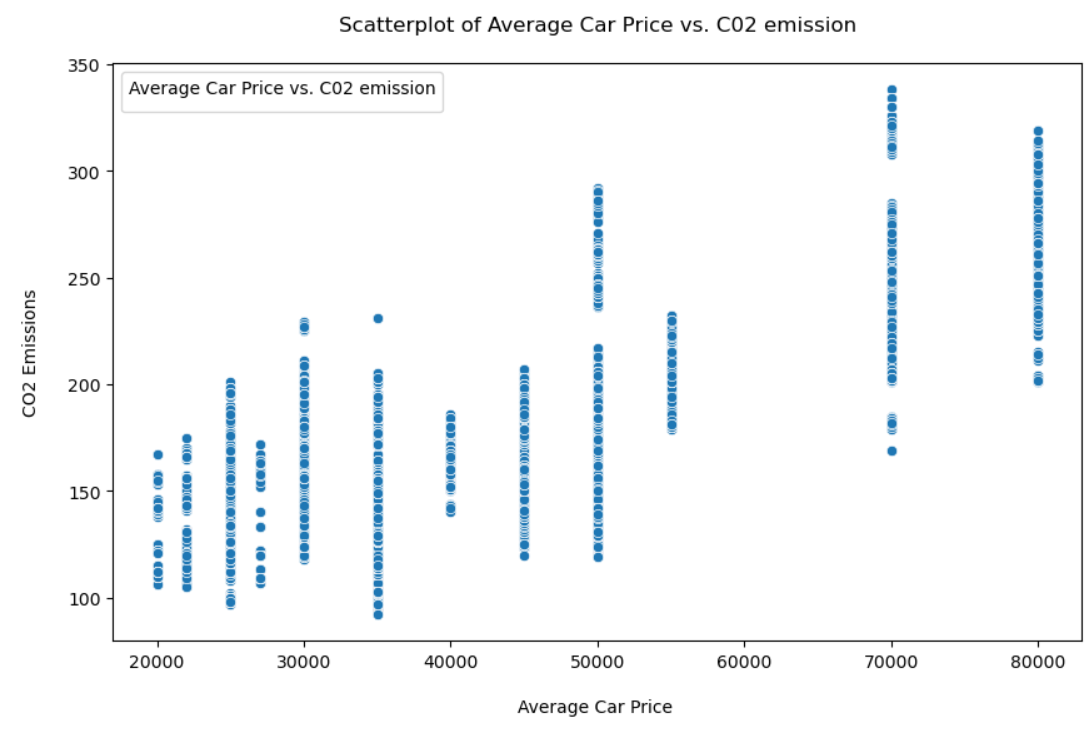 Scatterplot of Average Car Price vs. C02 emission
Average Car Price vs. C02 emission
350
300
250
200
150
100
CO2 Emissions
20000 30000 40000 50000 60000 70000 80000
Average Car Price